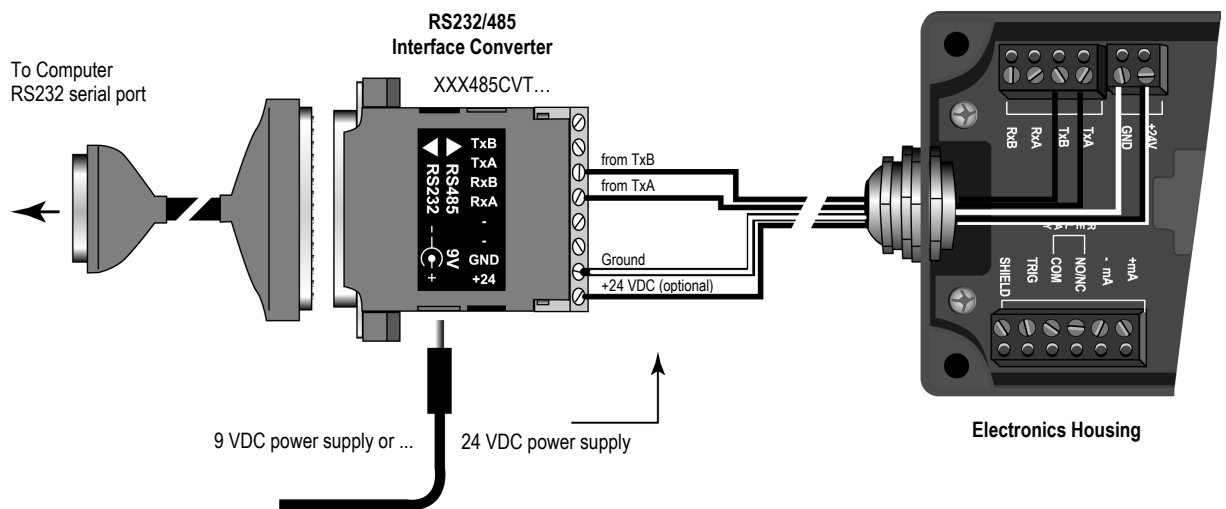 RS232/485
Interface Converter
XXX485CVT...
To Computer
RS232 serial port
TxB
TxA
RxB
RxA
-
-
GND
+24
RS485
RS232
9V
- - -
+
from TxB
from TxA
Ground
+24 VDC (optional)
9 VDC power supply or ...
24 VDC power supply
RxB
RxA
TxB
TxA
GND
+24V
SHIELD
TRIG
COM
NO/NC
- mA
+mA
Electronics Housing